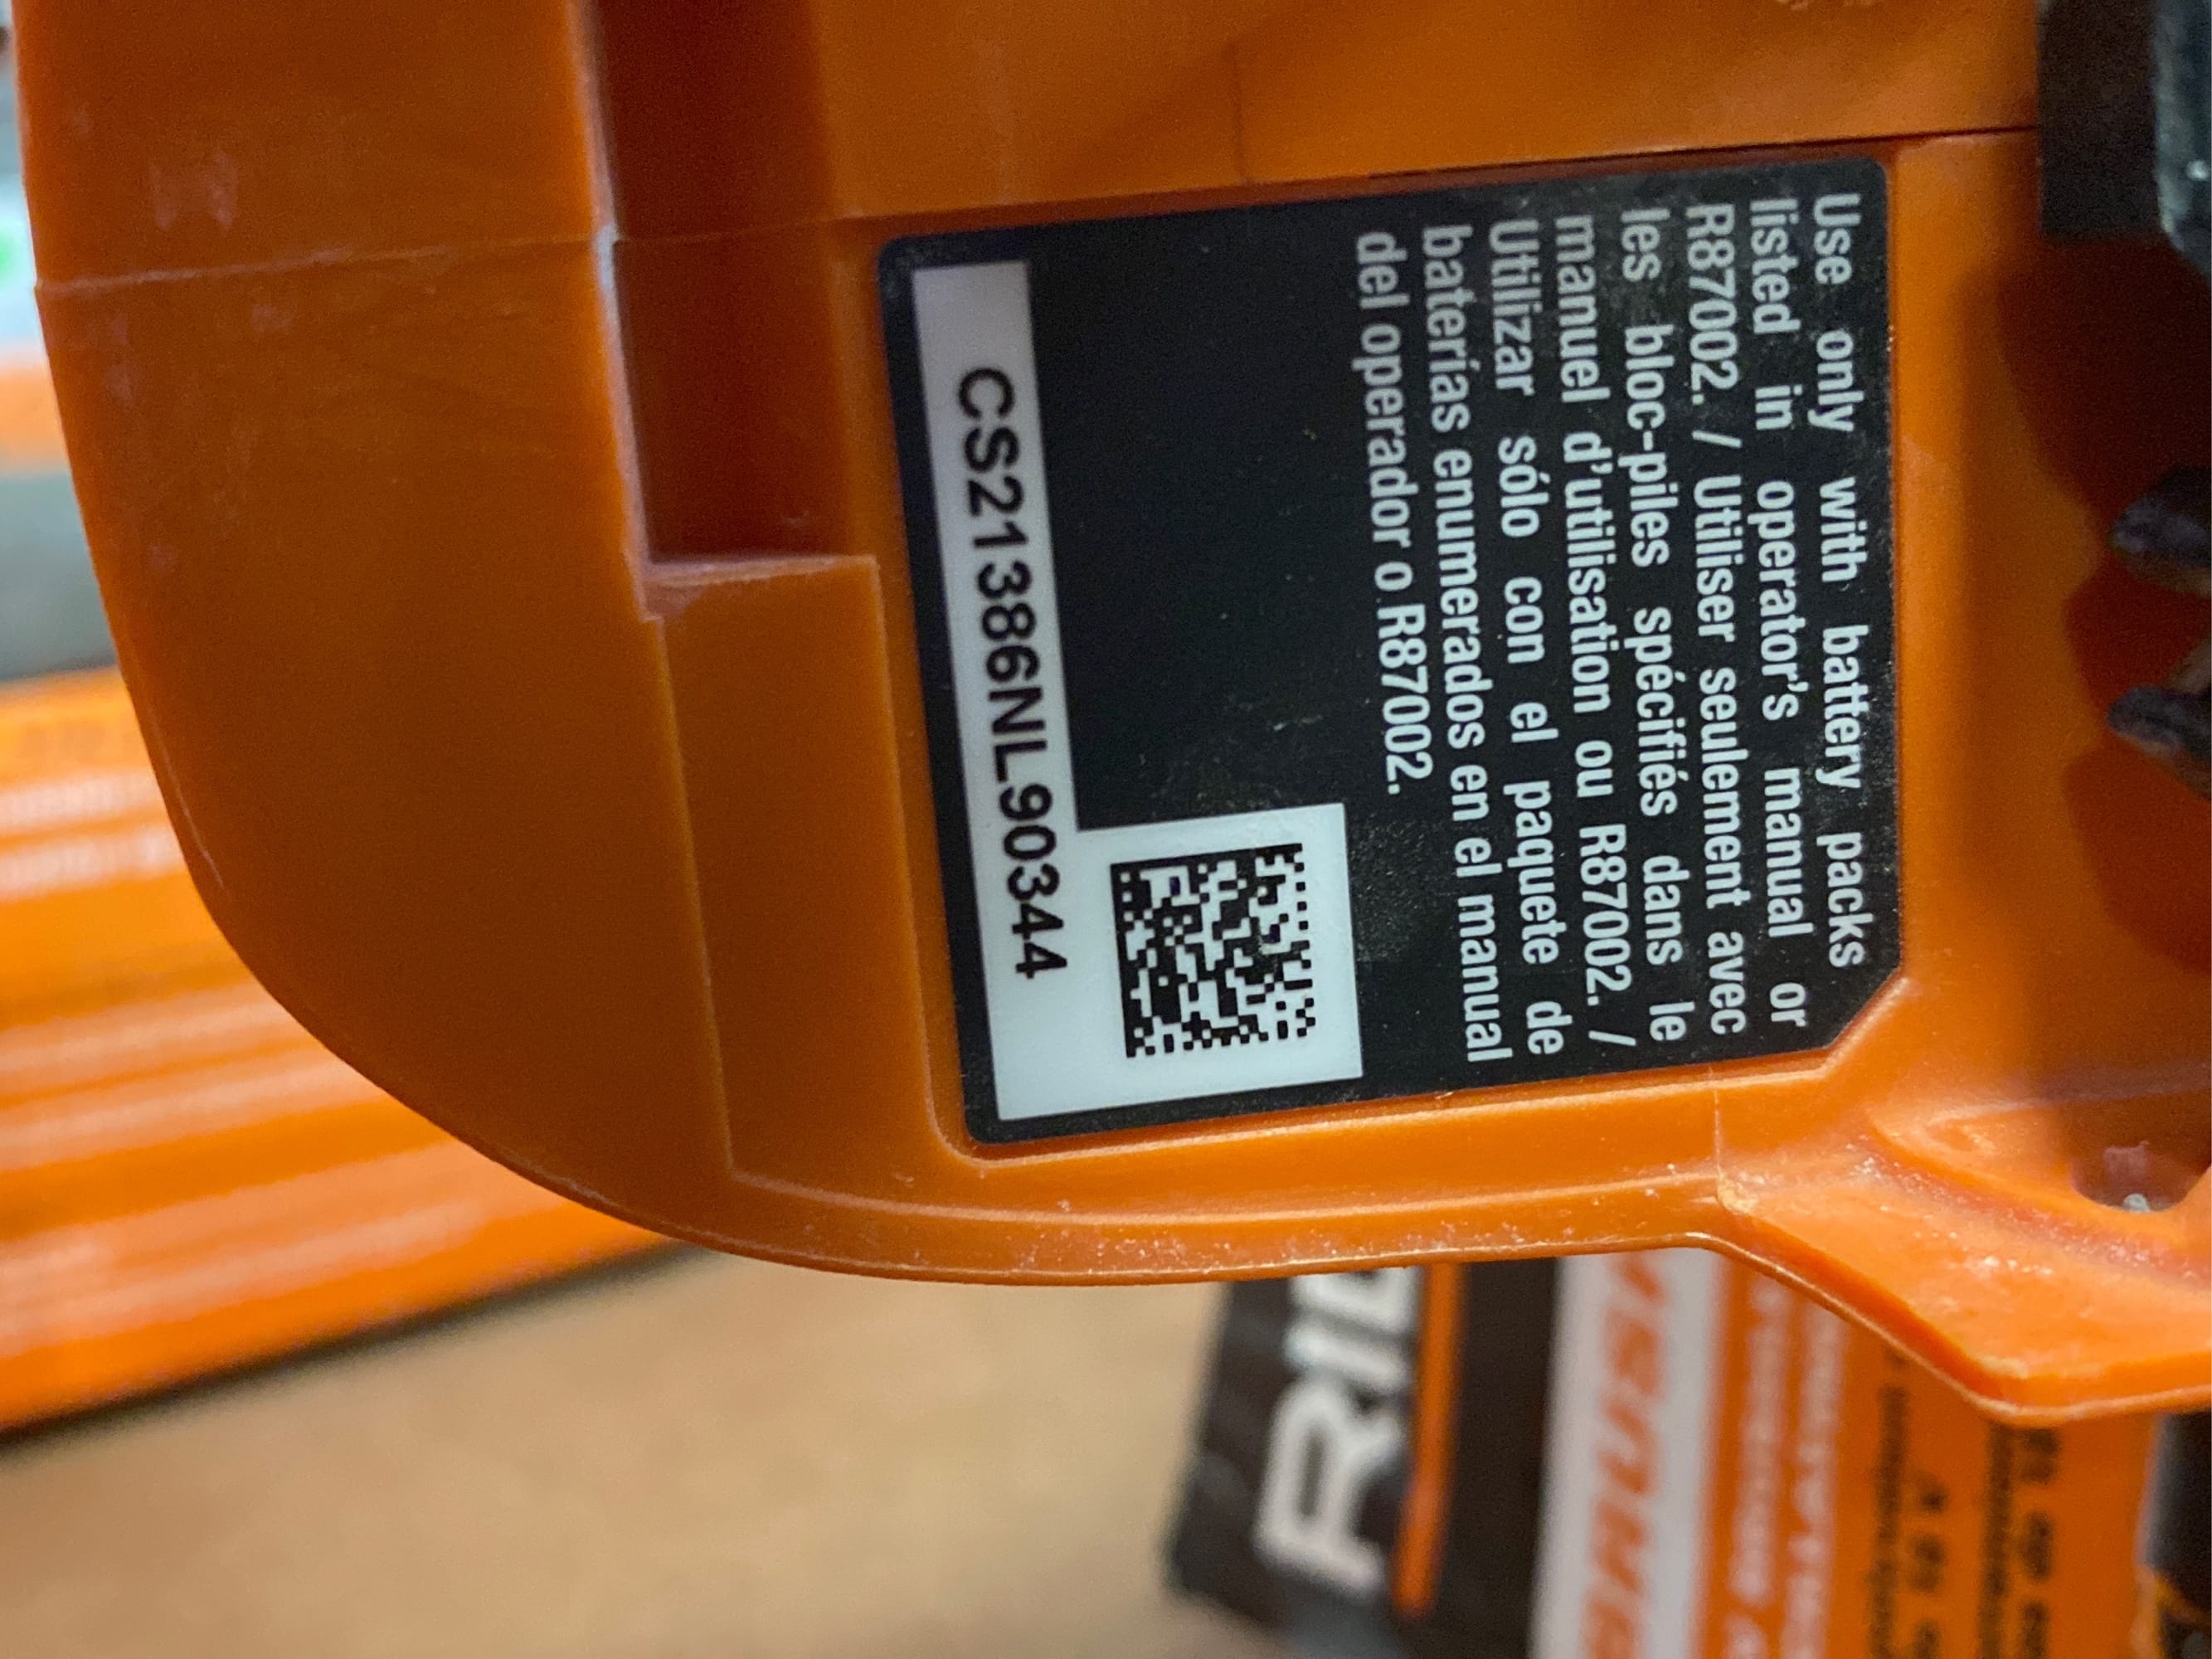 Use only with battery packs
listed in operator's manual or
R87002. / Utiliser seulement avec
les bloc-piles spécifiés dans le
manuel d'utilisation ou R87002. /
Utilizar sólo con el paquete de
baterías enumerados en el manual
del operador o R87002.
CS21386NL90344